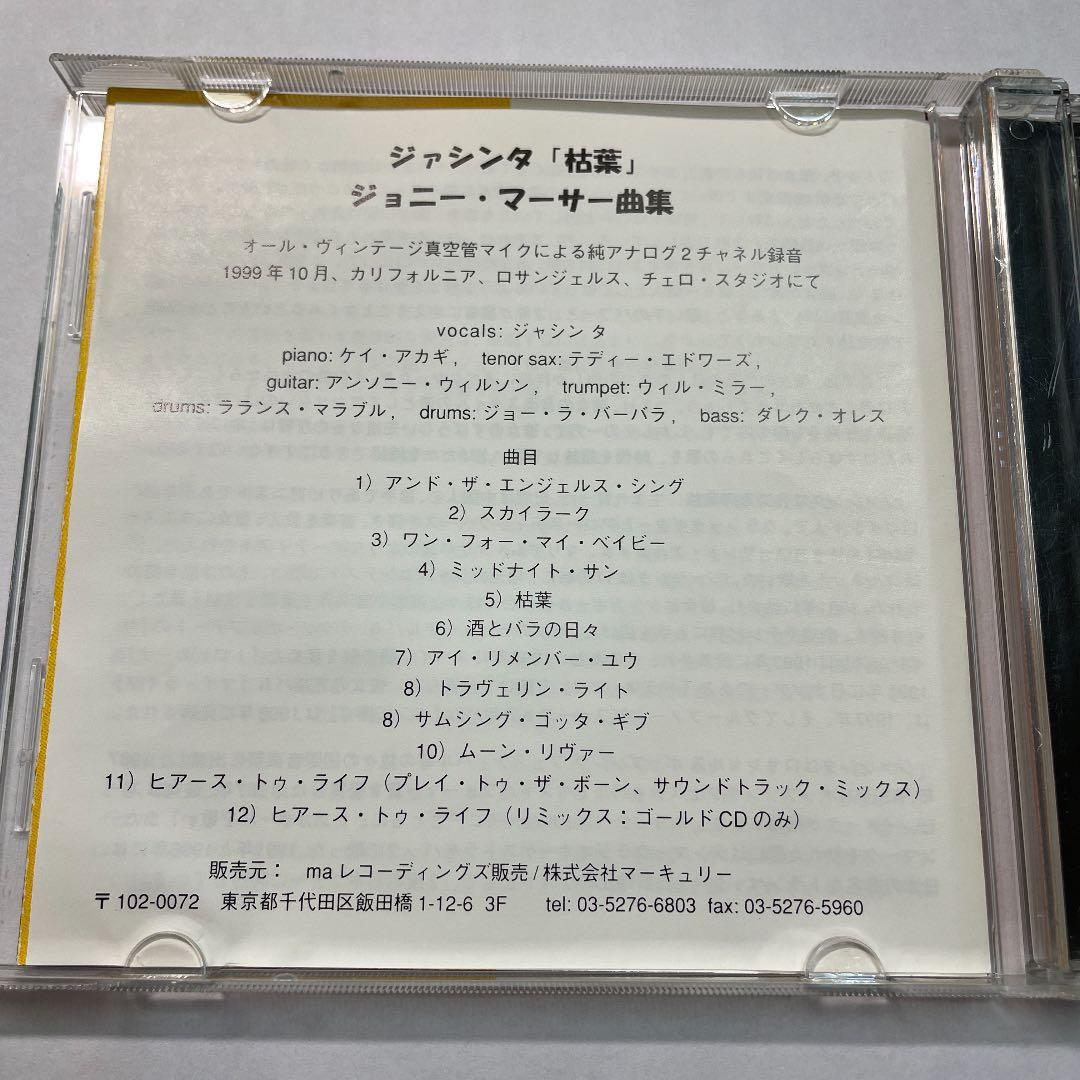 ジァシンタ「枯葉」
ジョニー・マーサー曲集
オール・ヴィンテージ真空管マイクによる純アナログ2チャネル録音
1999年10月、カリフォルニア、ロサンジェルス、チェロ・スタジオにて
vocals: ジャシンタ
piano: ケイ・アカギ, tenor sax: テディー・エドワーズ,
guitar: アンソニー・ウィルソン, trumpet: ウィル・ミラー,
drums: ラランス・マラブル, drums: ジョー・ラ・バーバラ, bass: ダレク・オレス
曲目
1) アンド・ザ・エンジェルス・シング
2) スカイラーク
3) ワン・フォー・マイ・ベイビー
4) ミッドナイト・サン
5) 枯葉
6) 酒とバラの日々
7) アイ・リメンバー・ユウ
8) トラヴェリン・ライト
8) サムシング・ゴッタ・ギブ
10) ムーン・リヴァー
11) ヒアース・トゥ・ライフ (プレイ・トゥ・ザ・ボーン、サウンドトラック・ミックス)
12) ヒアース・トゥ・ライフ (リミックス：ゴールドCDのみ)
販売元： maレコーディングズ販売/株式会社マーキュリー
〒102-0072 東京都千代田区飯田橋1-12-6 3F tel: 03-5276-6803 fax: 03-5276-5960